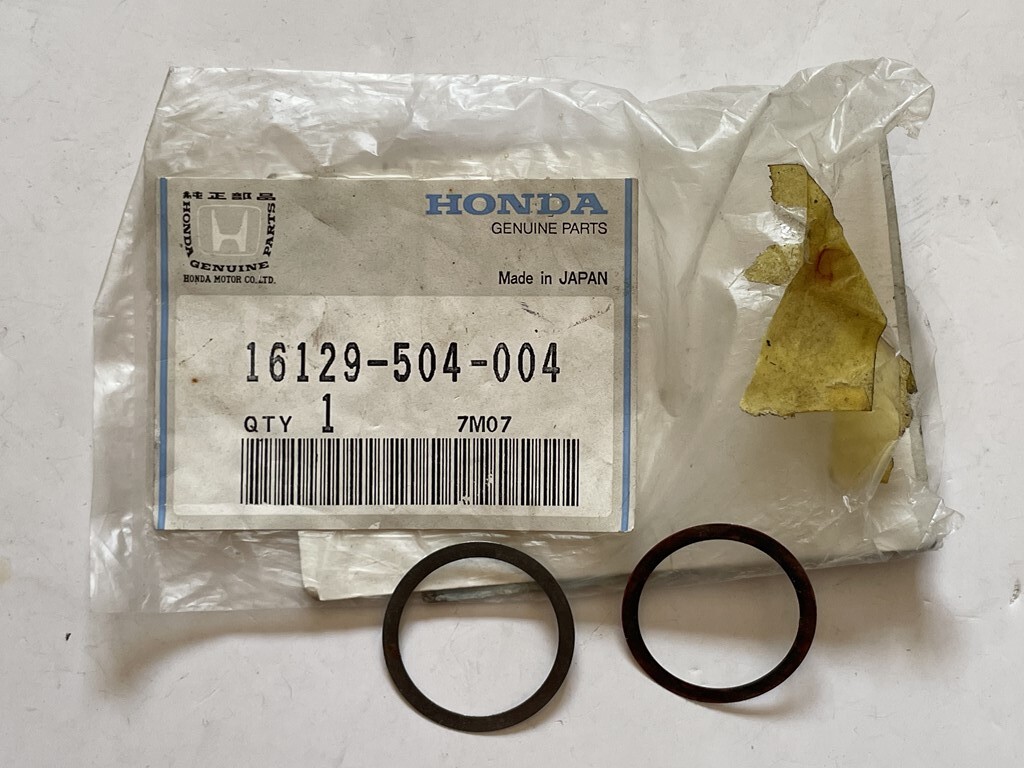 純正部品
HONDA GENUINE PARTS
HONDA MOTOR CO.,LTD.
HONDA
GENUINE PARTS
Made in JAPAN
16129-504-004
QTY 1 7M07